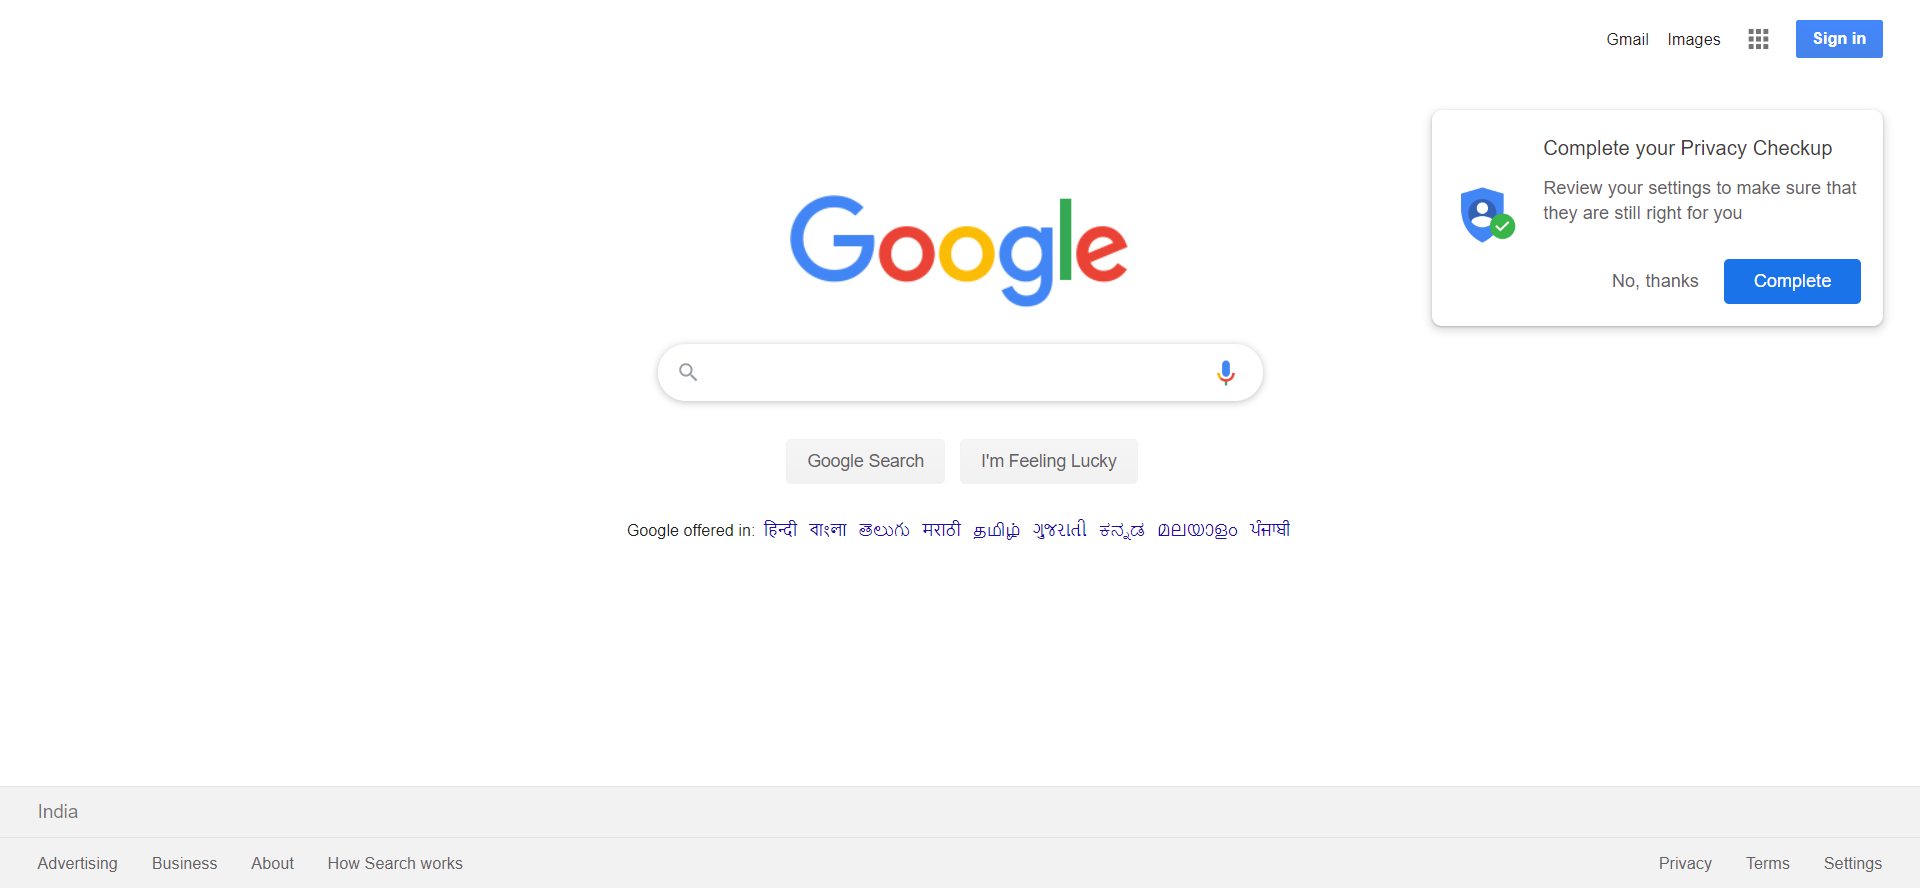 Gmail Images Sign in
Complete your Privacy Checkup
Review your settings to make sure that
they are still right for you
No, thanks Complete
Google
Google Search I'm Feeling Lucky
Google offered in: हिन्दी বাংলা తెలుగు मराठी தமிழ் ગુજરાતી ಕನ್ನಡ മലയാളം ਪੰਜਾਬੀ
India
Advertising Business About How Search works Privacy Terms Settings